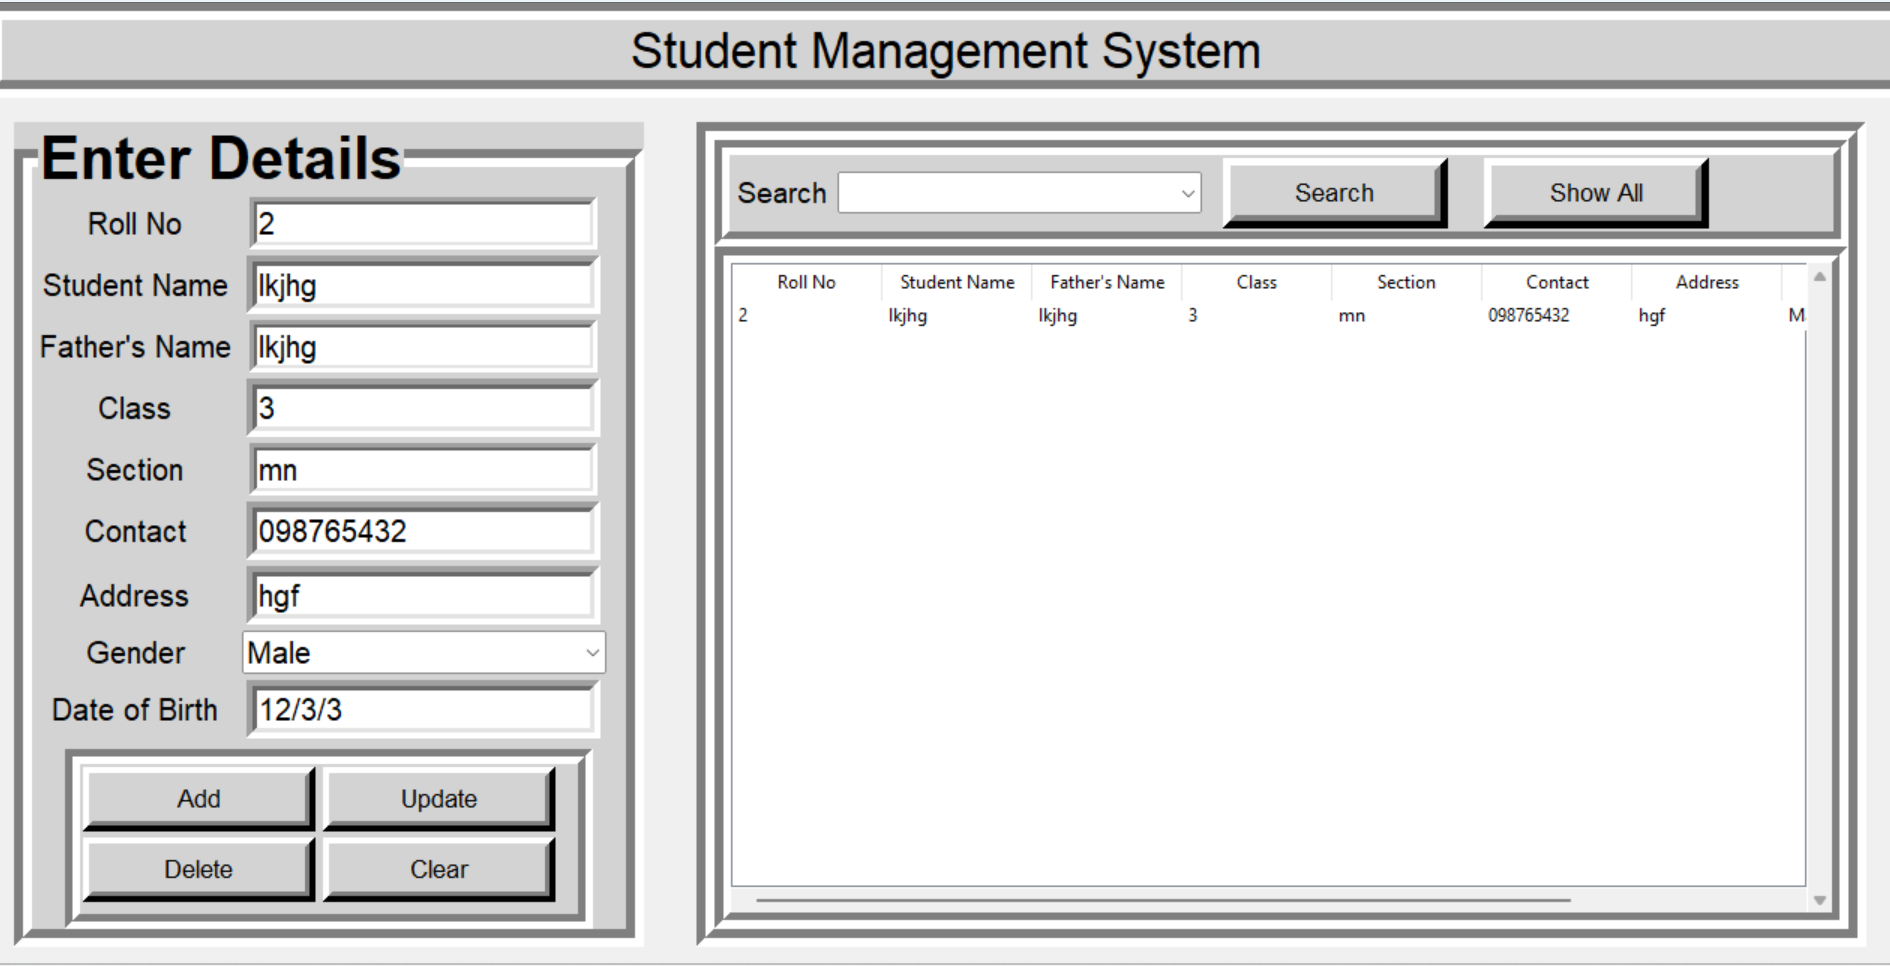 Student Management System
Enter Details
Roll No 2
Student Name lkjhg
Father's Name lkjhg
Class 3
Section mn
Contact 098765432
Address hgf
Gender Male
Date of Birth 12/3/3
Add Update
Delete Clear
Search Search Show All
Roll No Student Name Father's Name Class Section Contact Address
2 lkjhg lkjhg 3 mn 098765432 hgf M